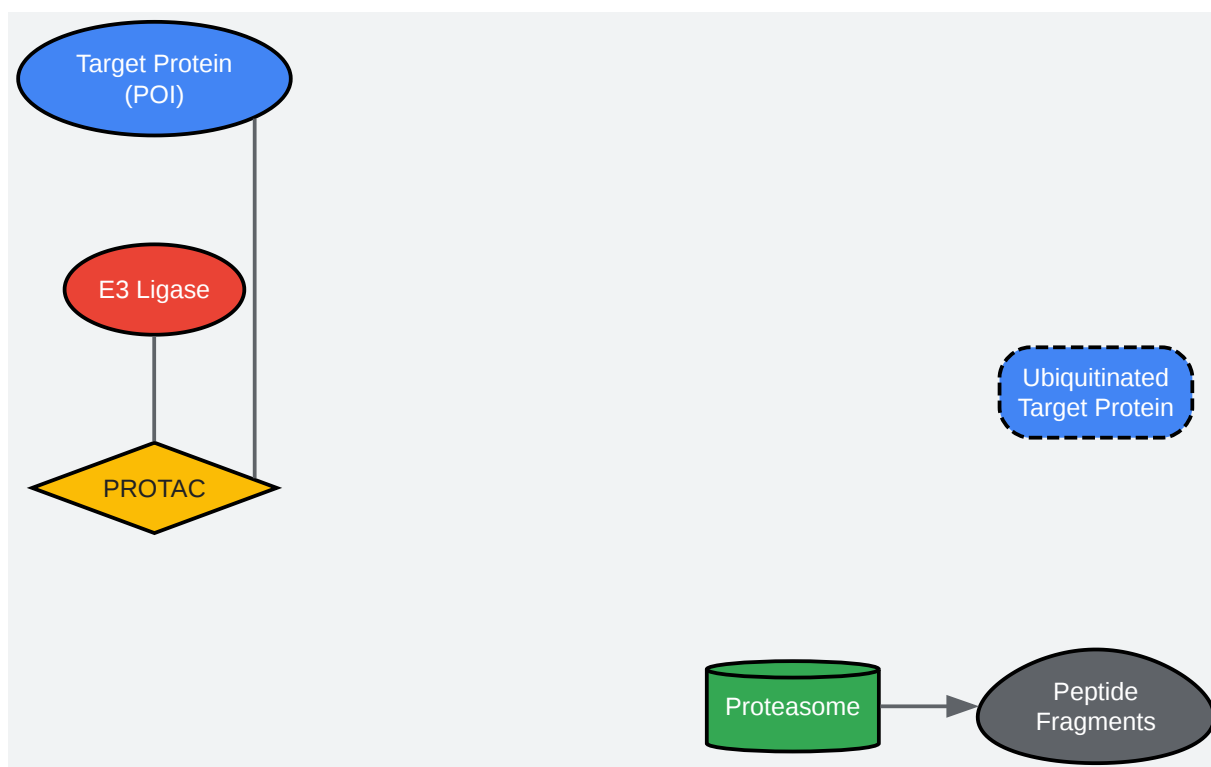 Target Protein
(POI)
E3 Ligase
Ubiquitinated
Target Protein
PROTAC
Proteasome
Peptide
Fragments